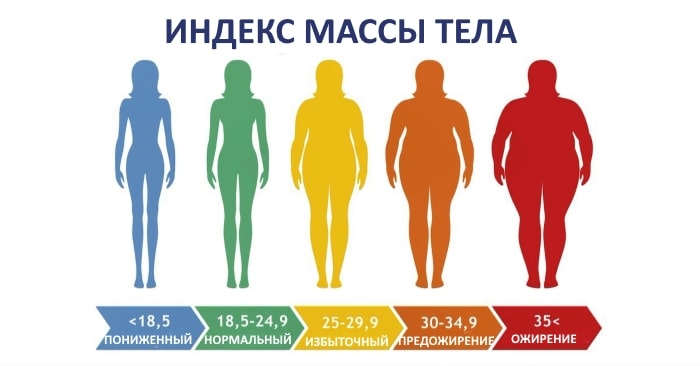 ИНДЕКС МАССЫ ТЕЛА
<18,5
ПОНИЖЕННЫЙ
18,5-24,9
НОРМАЛЬНЫЙ
25-29,9
ИЗБЫТОЧНЫЙ
30-34,9
ПРЕДОЖИРЕНИЕ
35<
ОЖИРЕНИЕ